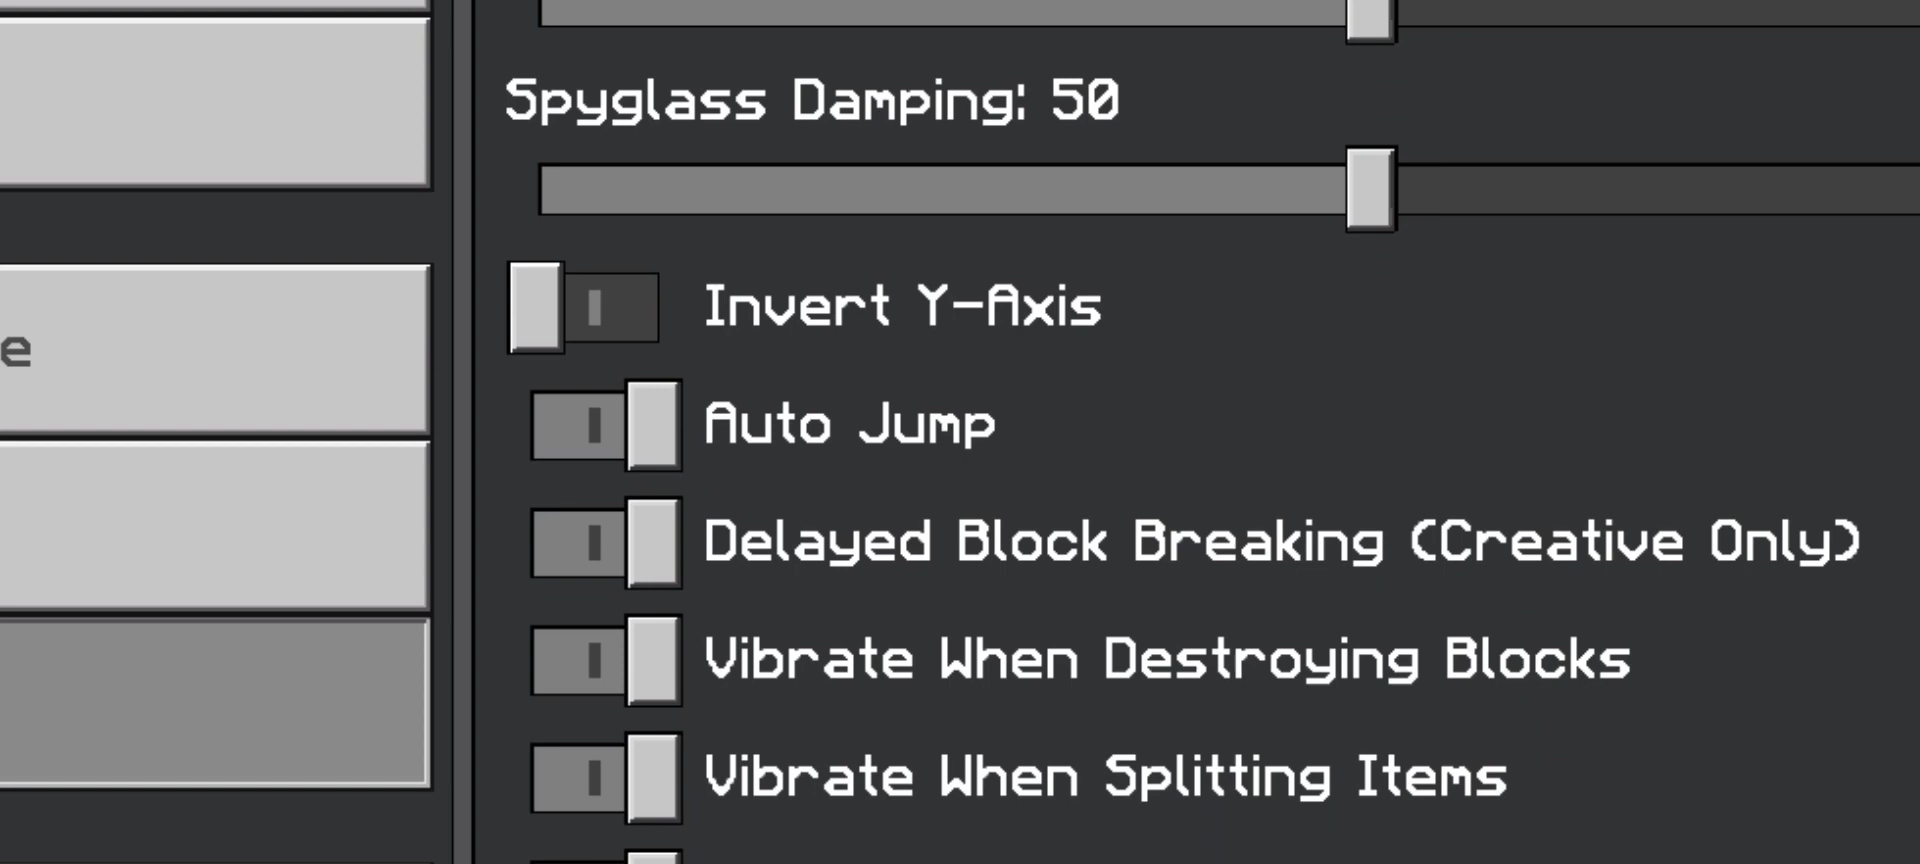 Spyglass Damping: 50
Invert Y-Axis
e
Auto Jump
Delayed Block Breaking (Creative Only)
Vibrate When Destroying Blocks
Vibrate When Splitting Items